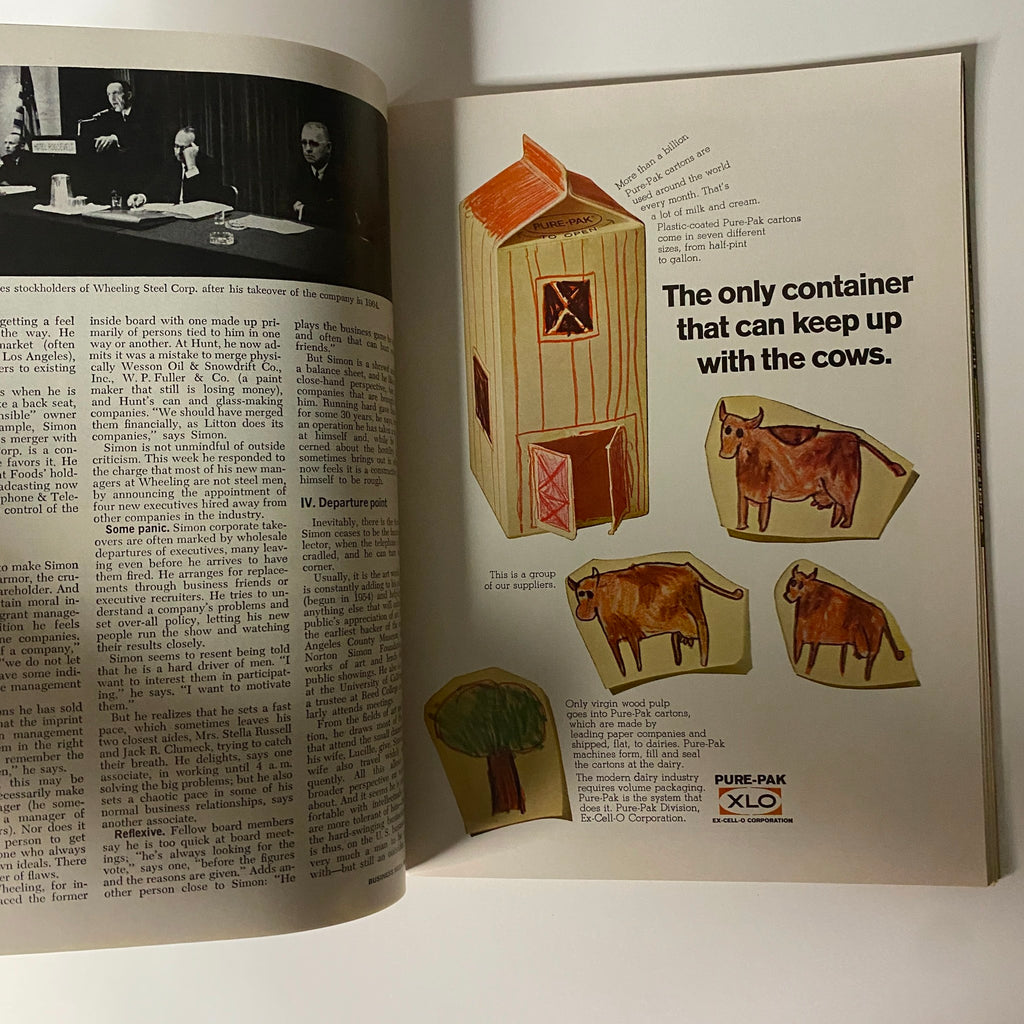 HOTEL ROOSEVELT
es stockholders of Wheeling Steel Corp. after his takeover of the company in 1964.
getting a feel
the way. He
market (often
Los Angeles),
ers to existing
s when he is
ke a back seat,
nsible" owner
ample, Simon
s merger with
orp. is a con-
favors it. He
t Foods' hold-
adcasting now
phone & Tele-
control of the
to make Simon
armor, the cru-
areholder. And
tain moral in-
grant manage-
ition he feels
ne companies,
of a company,"
"we do not let
ave some indi-
e management
ns he has sold
hat the imprint
n management
em in the right
remember the
en," he says.
this may be
ecessarily make
ager (he some-
a manager of
rs). Nor does it
person to get
one who always
wn ideals. There
er of flaws.
Wheeling, for in-
aced the former
inside board with one made up pri-
marily of persons tied to him in one
way or another. At Hunt, he now ad-
mits it was a mistake to merge physi-
cally Wesson Oil & Snowdrift Co.,
Inc., W. P. Fuller & Co. (a paint
maker that still is losing money),
and Hunt's can and glass-making
companies. "We should have merged
them financially, as Litton does its
companies," says Simon.
Simon is not unmindful of outside
criticism. This week he responded to
the charge that most of his new man-
agers at Wheeling are not steel men,
by announcing the appointment of
four new executives hired away from
other companies in the industry.
Some panic. Simon corporate take-
overs are often marked by wholesale
departures of executives, many leav-
ing even before he arrives to have
them fired. He arranges for replace-
ments through business friends or
executive recruiters. He tries to un-
derstand a company's problems and
set over-all policy, letting his new
people run the show and watching
their results closely.
Simon seems to resent being told
that he is a hard driver of men. "I
want to interest them in participat-
ing," he says. "I want to motivate
them."
But he realizes that he sets a fast
pace, which sometimes leaves his
two closest aides, Mrs. Stella Russell
and Jack R. Clumeck, trying to catch
their breath. He delights, says one
associate, in working until 4 a.m.
solving the big problems; but he also
sets a chaotic pace in some of his
normal business relationships, says
another associate.
Reflexive. Fellow board members
say he is too quick at board meet-
ings; "he's always looking for the
vote," says one, "before the figures
and the reasons are given." Adds an-
other person close to Simon: "He
plays the business game
and often that can hurt
friends."
But Simon is a shrewd
a balance sheet, and he
close-hand perspective,
companies that are
him. Running hard
for some 30 years, he says,
an operation he has taken
at himself and, while
cerned about the
sometimes brings out in
now feels it is a
himself to be rough.
IV. Departure point
Inevitably, there is the
Simon ceases to be the
lector, when the telephone
cradled, and he can
corner.
Usually, it is the art
is constantly adding to
(begun in 1954) and
anything else that will
public's appreciation of
the earliest backer of the
Angeles County Museum
Norton Simon
works of art and
public showings. He also
at the University of
a trustee at Reed College
larly attends meetings.
From the fields of art
tion, he draws most of
that attend the small
his wife, Lucille, give.
wife also travel widely
quently. All this
broader perspective
about. And it seems
fortable with
are more tolerant of
the hard-swinging
is thus, on the U.S.
very much a man
with—but still an
BUSINESS
More than a billion
Pure-Pak cartons are
used around the world
every month. That's
a lot of milk and cream.
Plastic-coated Pure-Pak cartons
come in seven different
sizes, from half-pint
to gallon.
PURE-PAK
TO OPEN
The only container
that can keep up
with the cows.
This is a group
of our suppliers.
Only virgin wood pulp
goes into Pure-Pak cartons,
which are made by
leading paper companies and
shipped, flat, to dairies. Pure-Pak
machines form, fill and seal
the cartons at the dairy.
The modern dairy industry
requires volume packaging.
Pure-Pak is the system that
does it. Pure-Pak Division,
Ex-Cell-O Corporation.
PURE-PAK
XLO
EX-CELL-O CORPORATION